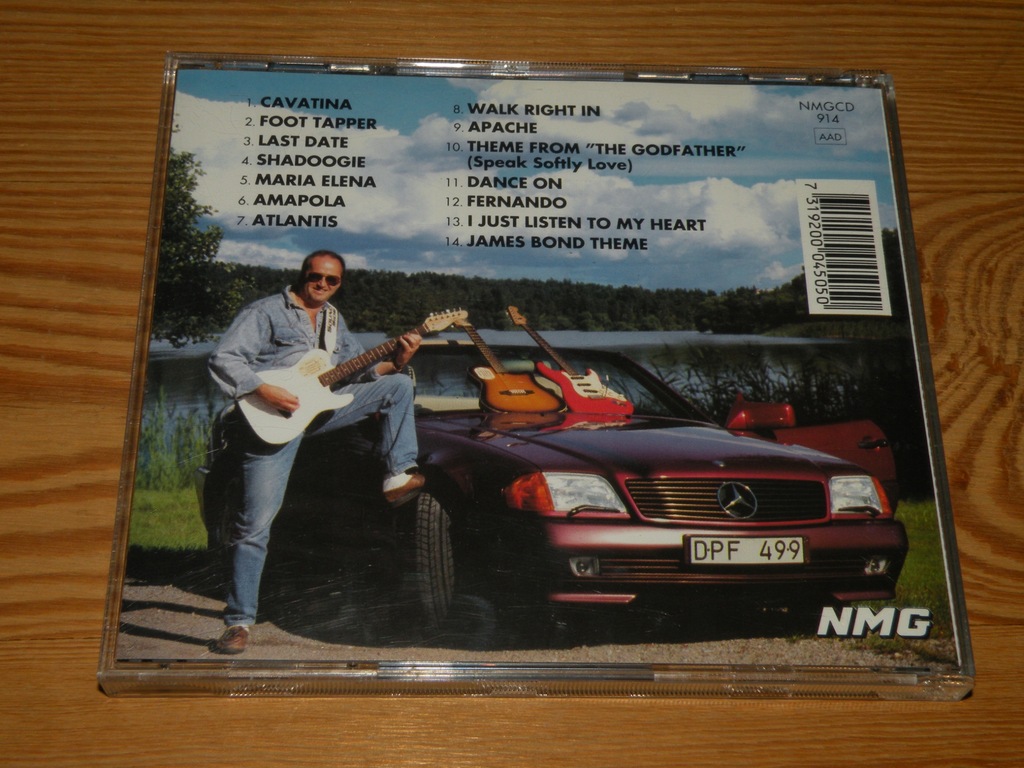 1. CAVATINA
2. FOOT TAPPER
3. LAST DATE
4. SHADOOGIE
5. MARIA ELENA
6. AMAPOLA
7. ATLANTIS
8. WALK RIGHT IN
9. APACHE
10. THEME FROM "THE GODFATHER"
(Speak Softly Love)
11. DANCE ON
12. FERNANDO
13. I JUST LISTEN TO MY HEART
14. JAMES BOND THEME
NMGCD
914
AAD
7 319200 045050
DPF 499
NMG